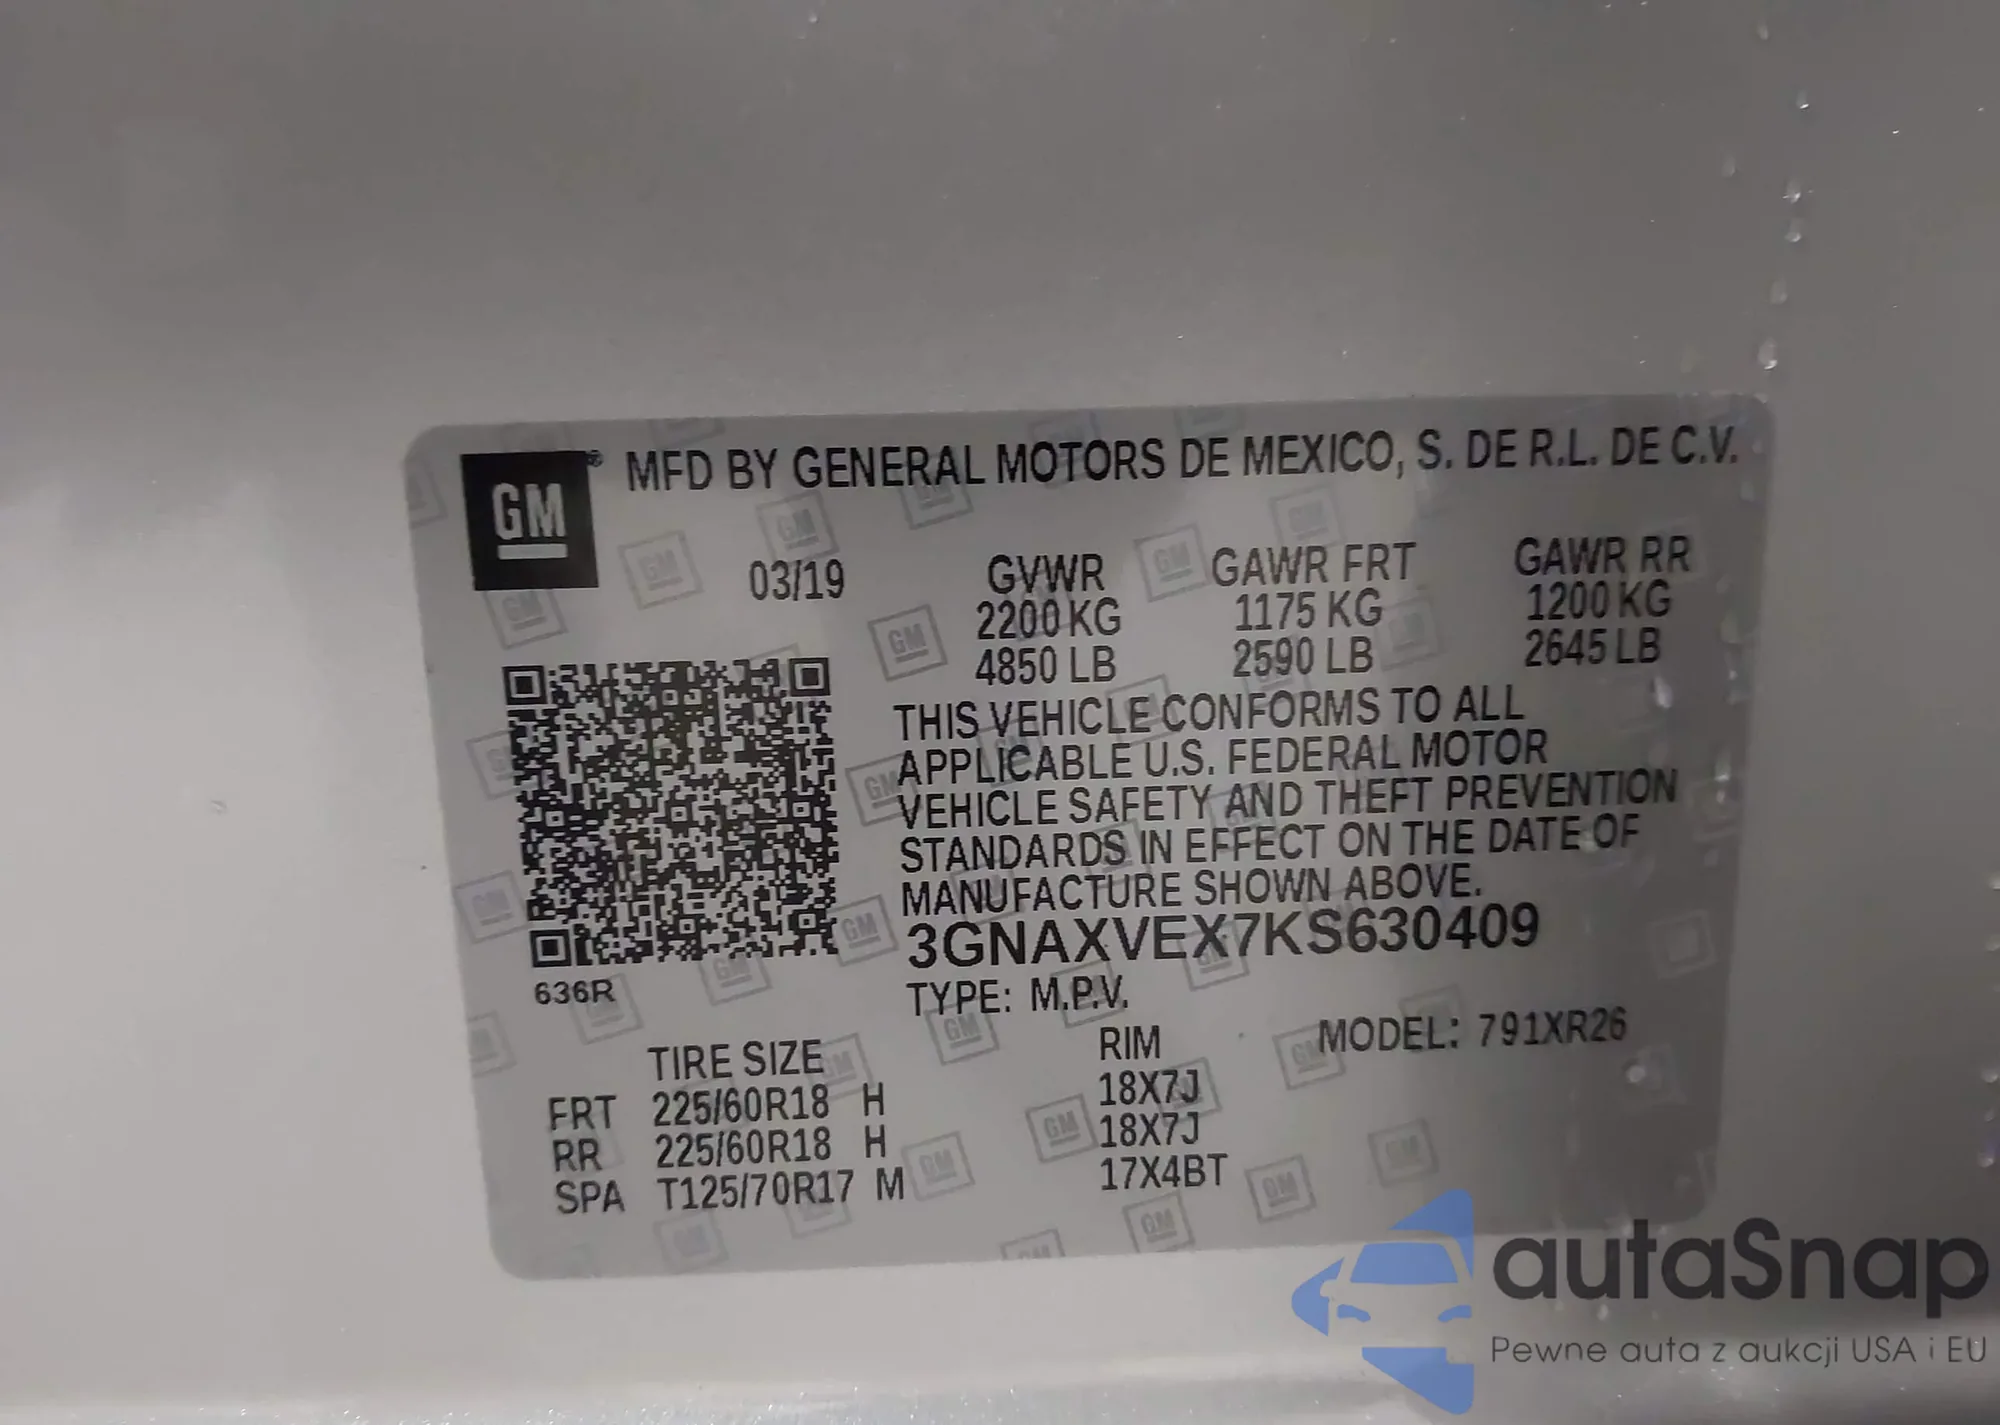 GM® MFD BY GENERAL MOTORS DE MEXICO, S. DE R.L. DE C.V.
03/19 GVWR GAWR FRT GAWR RR
2200 KG 1175 KG 1200 KG
4850 LB 2590 LB 2645 LB
THIS VEHICLE CONFORMS TO ALL
APPLICABLE U.S. FEDERAL MOTOR
VEHICLE SAFETY AND THEFT PREVENTION
STANDARDS IN EFFECT ON THE DATE OF
MANUFACTURE SHOWN ABOVE.
3GNAXVEX7KS630409
636R
TYPE: M.P.V.
MODEL: 791XR26
TIRE SIZE RIM
FRT 225/60R18 H 18X7J
RR 225/60R18 H 18X7J
SPA T125/70R17 M 17X4BT
autaSnap
Pewne auta z aukcji USA i EU